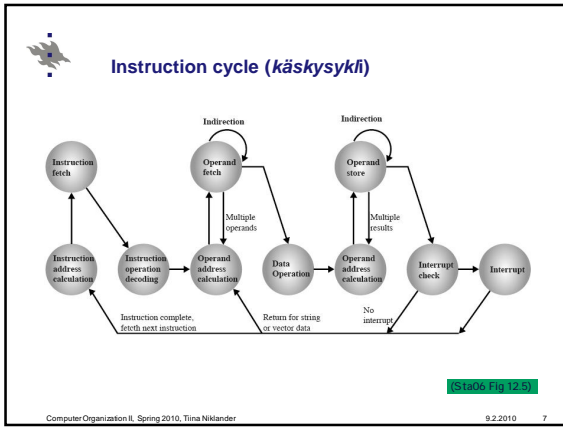 Instruction cycle (käskysykli)
Indirection
Indirection
Instruction
fetch
Operand
fetch
Operand
store
Multiple
operands
Multiple
results
Instruction
address
calculation
Instruction
operation
decoding
Operand
address
calculation
Data
Operation
Operand
address
calculation
Interrupt
check
Interrupt
Instruction complete,
fetcth next instruction
Return for string
or vector data
No
interrupt
(Sta06 Fig 12.5)
Computer Organization II, Spring 2010, Tiina Niklander
9.2.2010
7